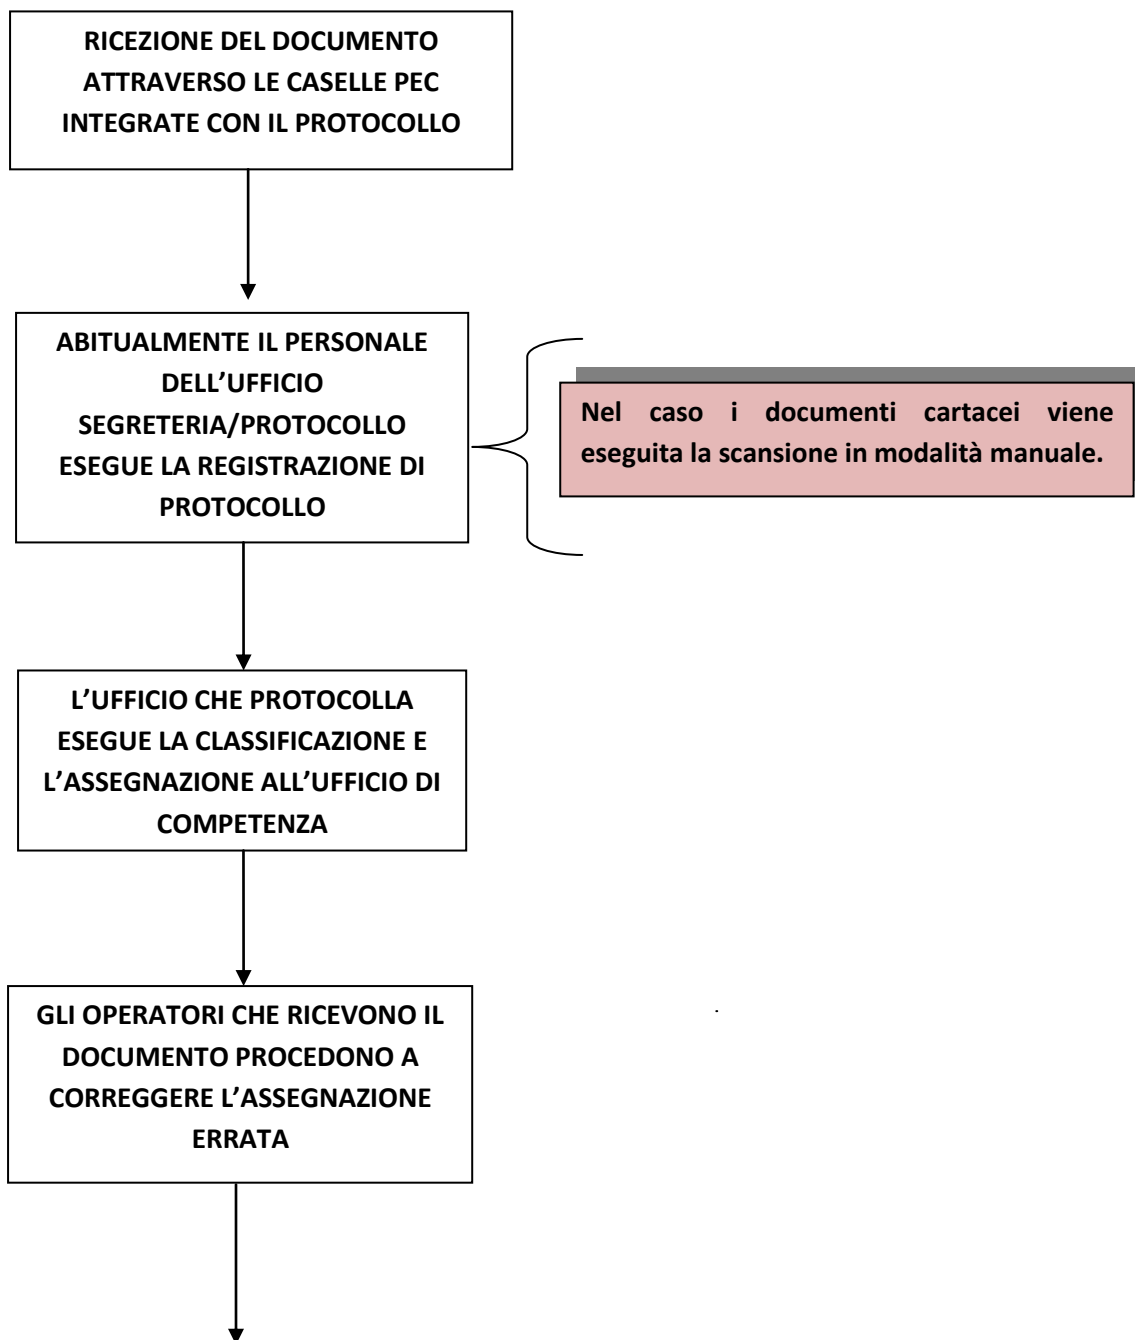 RICEZIONE DEL DOCUMENTO
ATTRAVERSO LE CASELLE PEC
INTEGRATE CON IL PROTOCOLLO
ABITUALMENTE IL PERSONALE
DELL’UFFICIO
SEGRETERIA/PROTOCOLLO
ESEGUE LA REGISTRAZIONE DI
PROTOCOLLO
Nel caso i documenti cartacei viene
eseguita la scansione in modalità manuale.
L’UFFICIO CHE PROTOCOLLA
ESEGUE LA CLASSIFICAZIONE E
L’ASSEGNAZIONE ALL’UFFICIO DI
COMPETENZA
GLI OPERATORI CHE RICEVONO IL
DOCUMENTO PROCEDONO A
CORREGGERE L’ASSEGNAZIONE
ERRATA
.